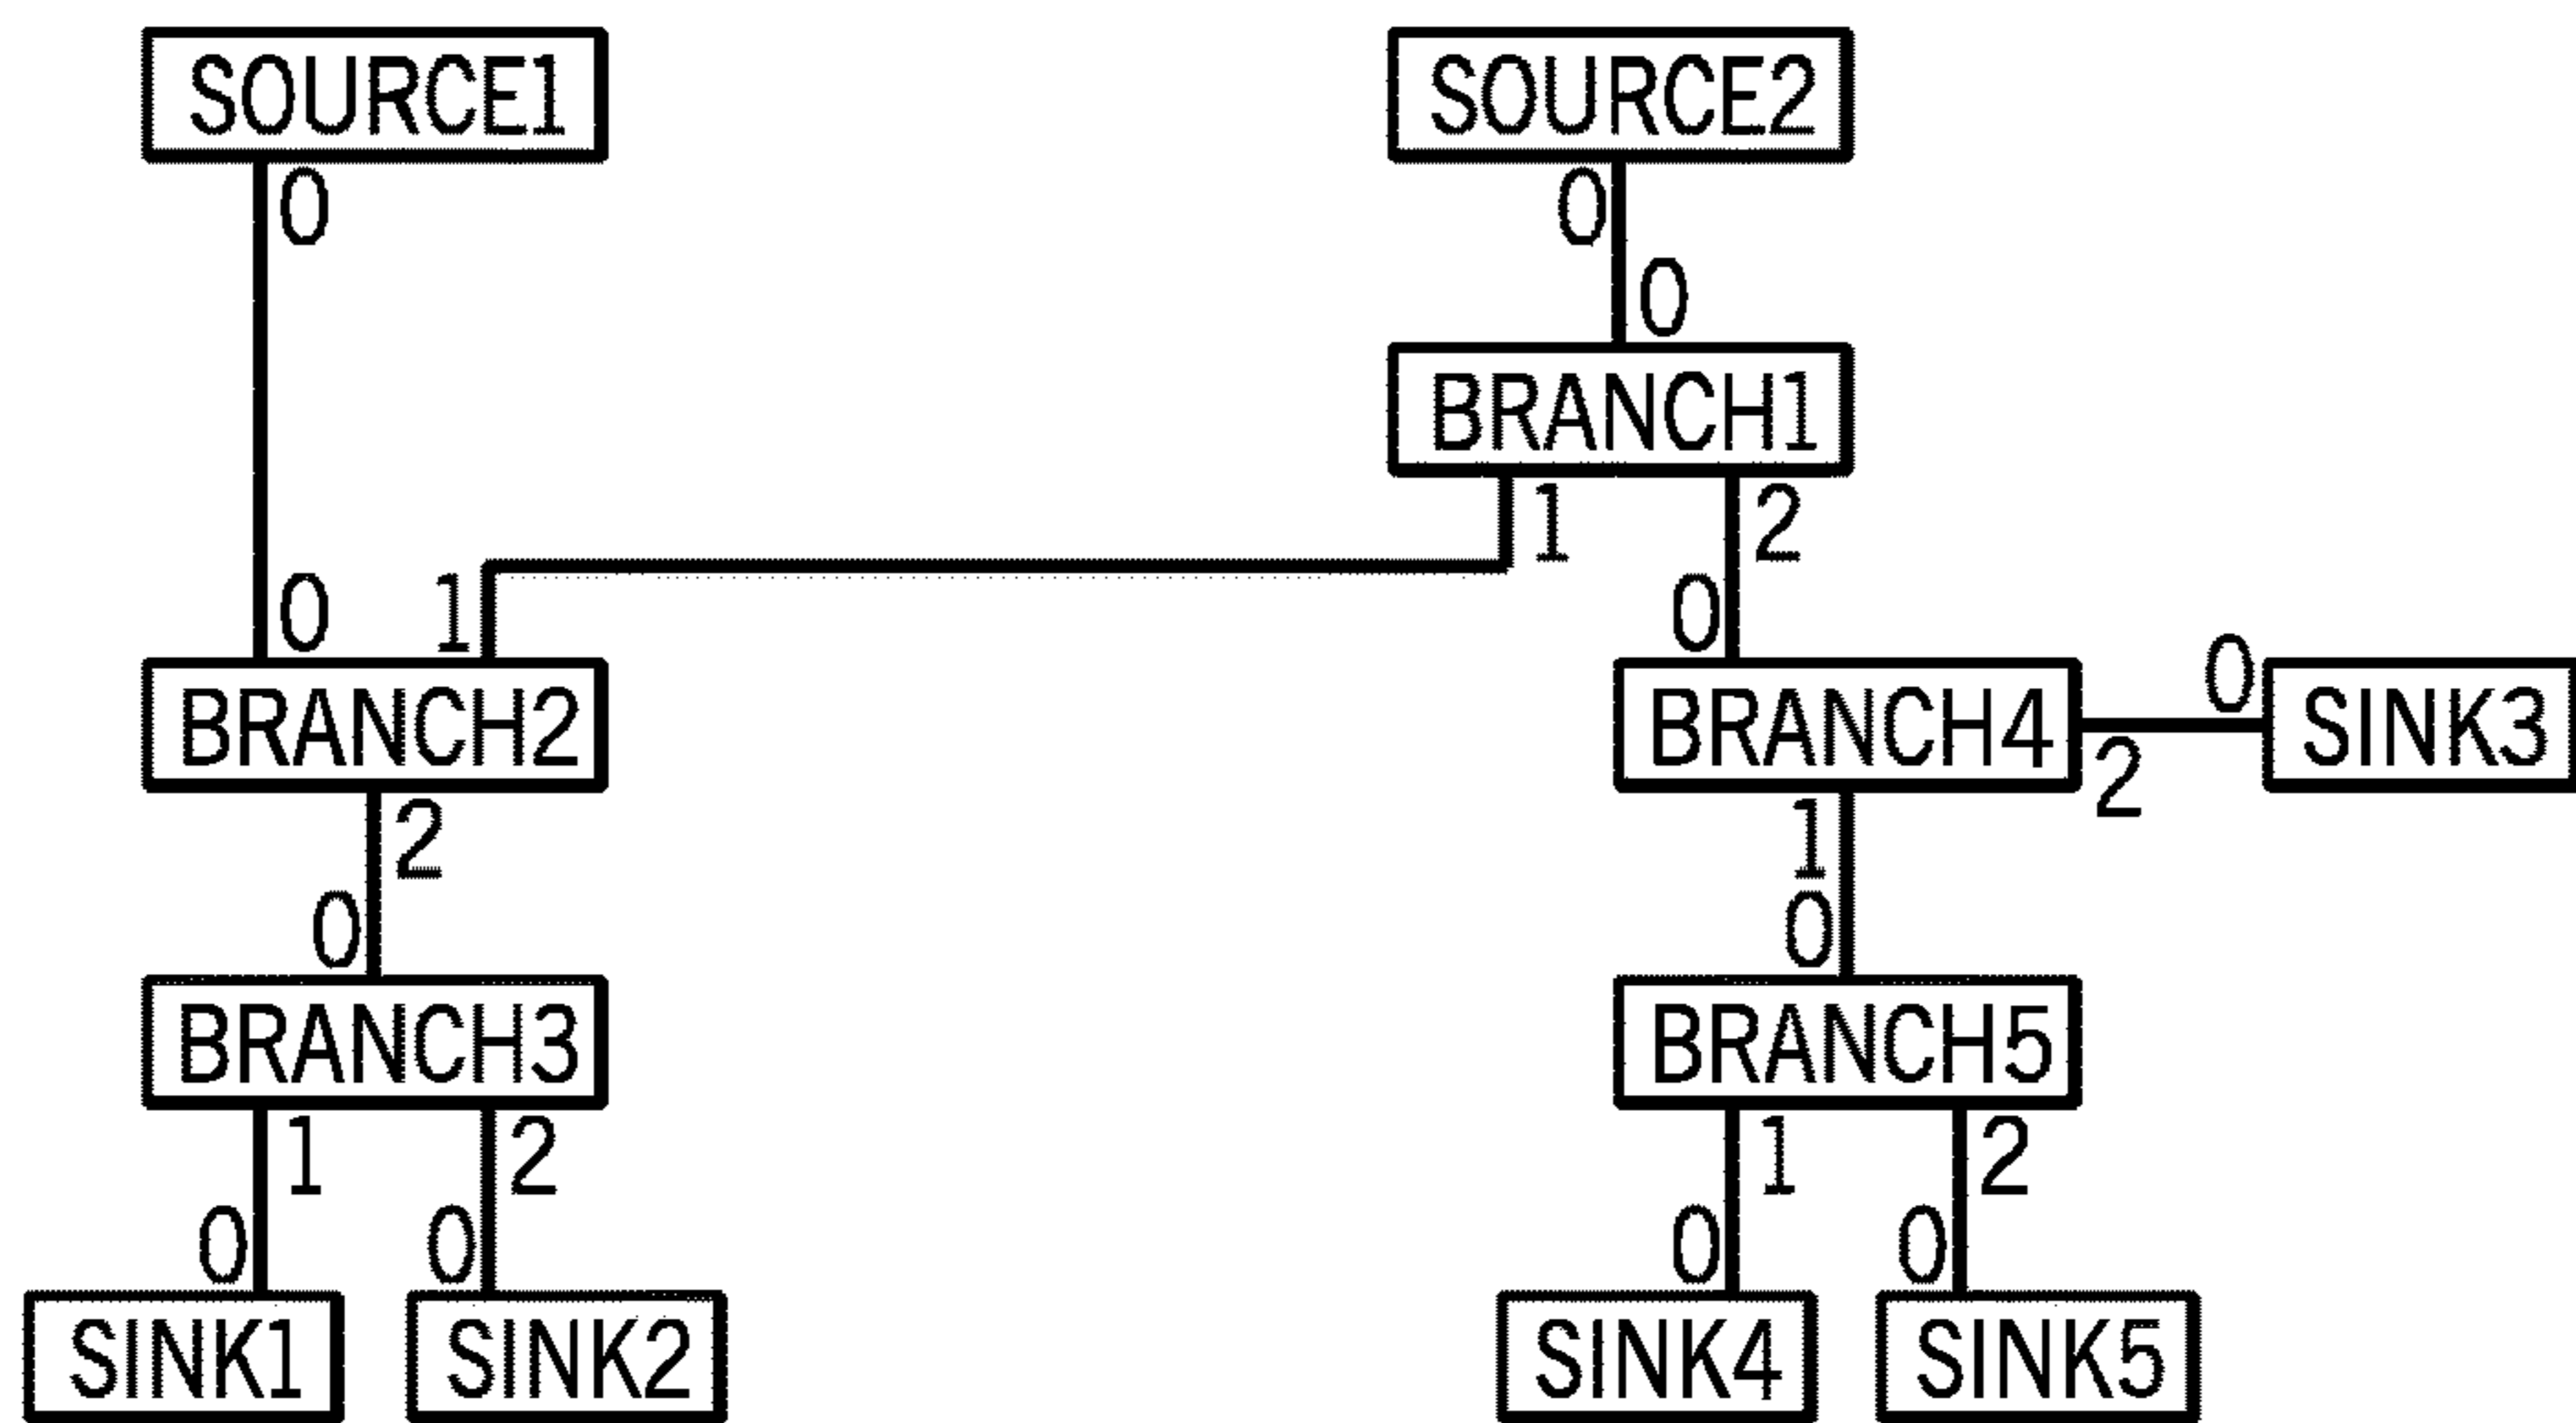 SOURCE1 SOURCE2
0 0
0
BRANCH1
1 2
0 1 0
0
BRANCH2 BRANCH4 SINK3
2
2 1
0 0
BRANCH3 BRANCH5
1 2 1 2
0 0 0 0
SINK1 SINK2 SINK4 SINK5